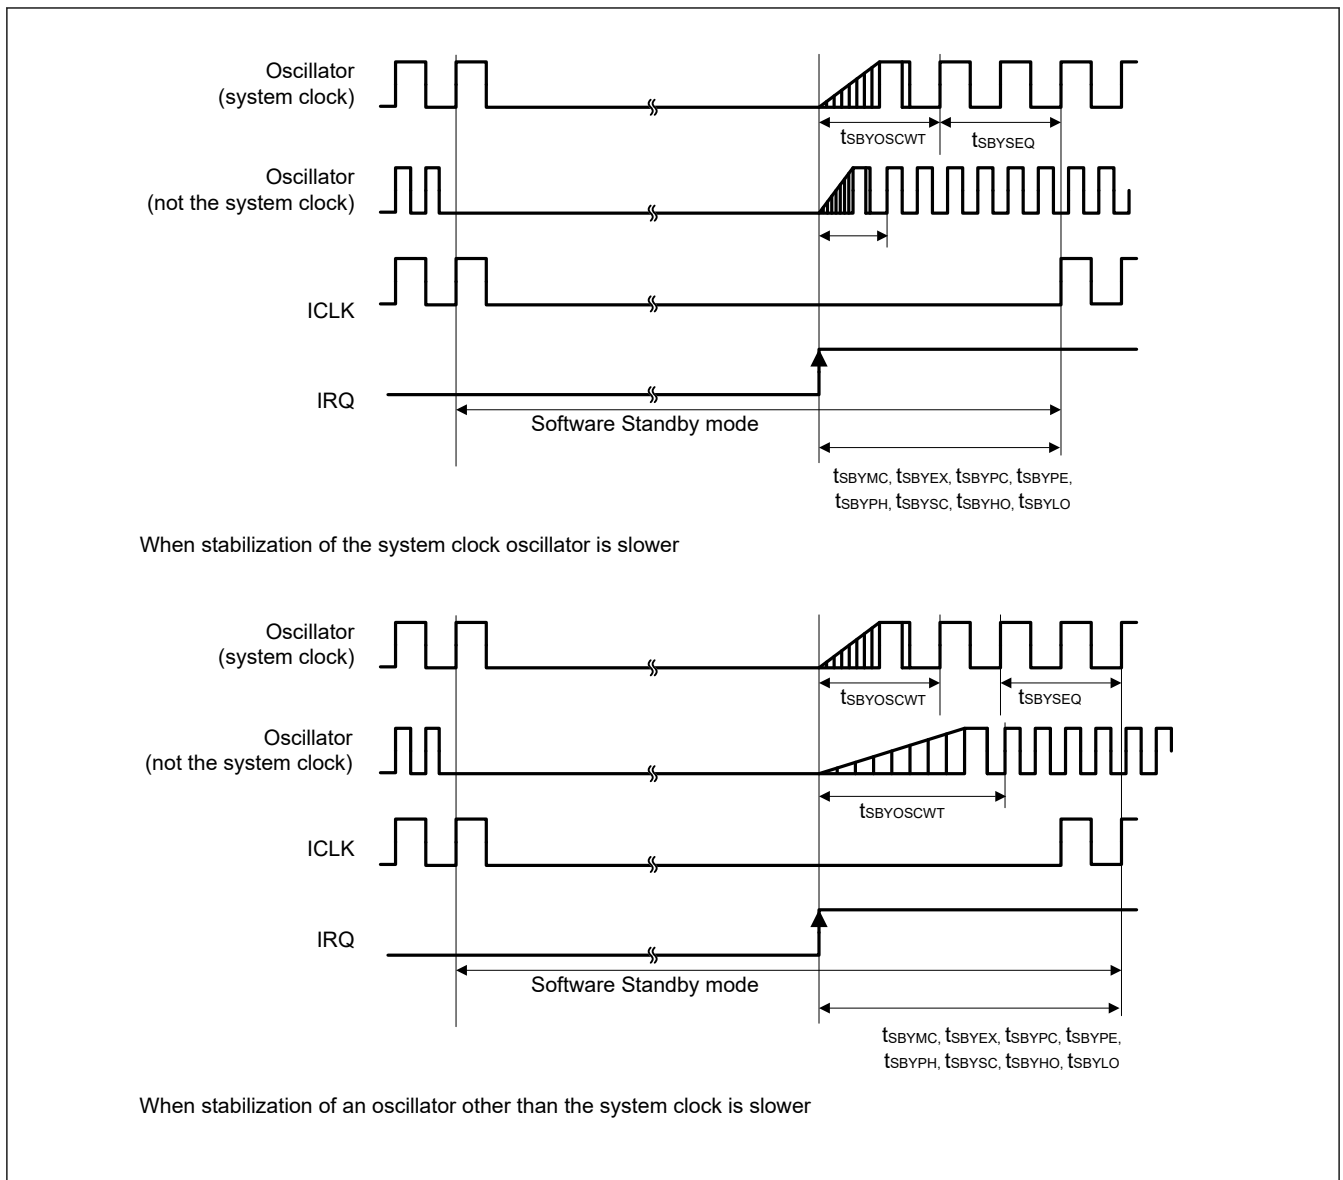 Oscillator
(system clock)
tSBYOSCWT
tSBYSEQ
Oscillator
(not the system clock)
ICLK
IRQ
Software Standby mode
tSBYMC, tSBYEX, tSBYPC, tSBYPE,
tSBYPH, tSBYSC, tSBYHO, tSBYLO
When stabilization of the system clock oscillator is slower
Oscillator
(system clock)
tSBYOSCWT
tSBYSEQ
Oscillator
(not the system clock)
tSBYOSCWT
ICLK
IRQ
Software Standby mode
tSBYMC, tSBYEX, tSBYPC, tSBYPE,
tSBYPH, tSBYSC, tSBYHO, tSBYLO
When stabilization of an oscillator other than the system clock is slower